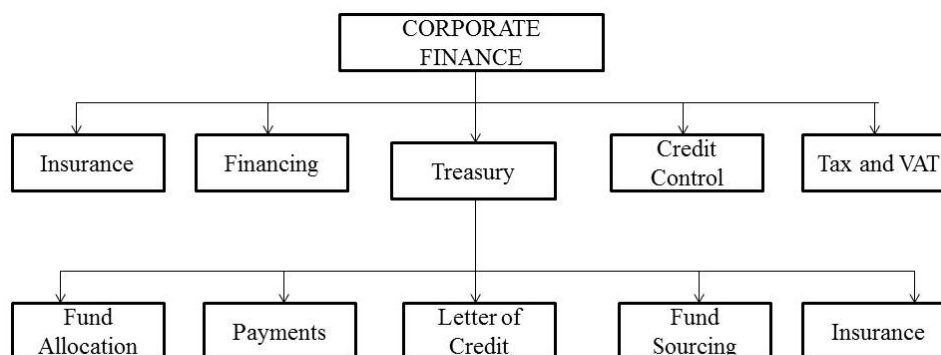 CORPORATE
FINANCE
Insurance
Financing
Treasury
Credit
Control
Tax and VAT
Fund
Allocation
Payments
Letter of
Credit
Fund
Sourcing
Insurance